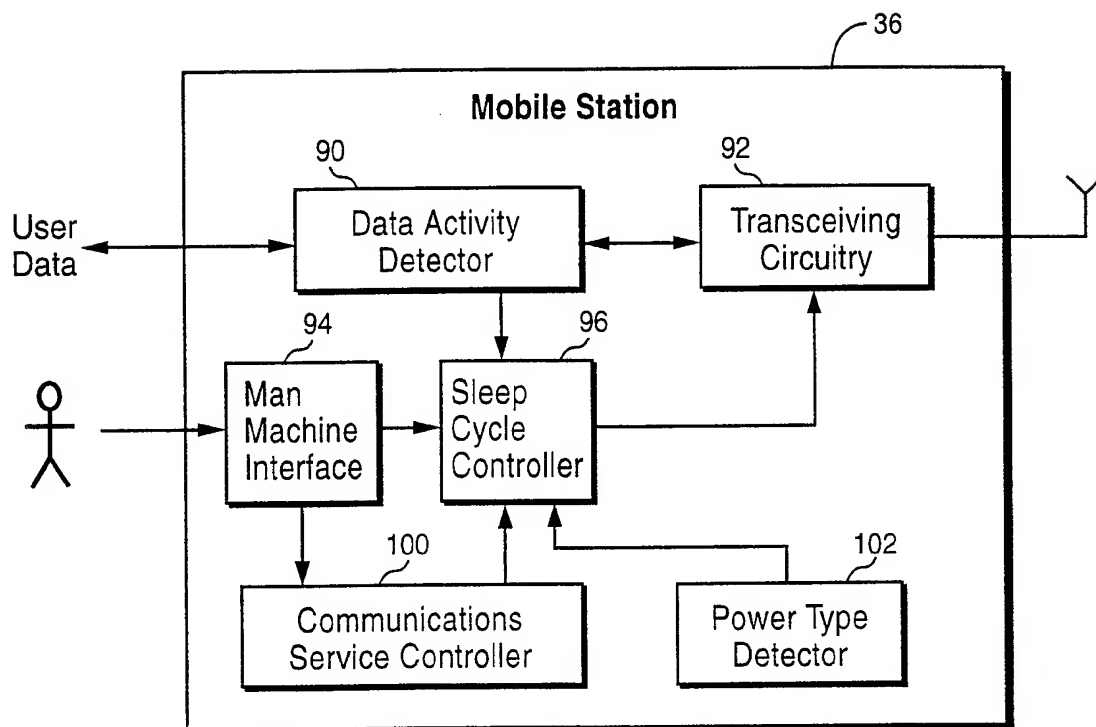 36
Mobile Station
90
92
User
Data
Data Activity
Detector
Transceiving
Circuitry
94
96
Man
Machine
Interface
Sleep
Cycle
Controller
100
102
Communications
Service Controller
Power Type
Detector